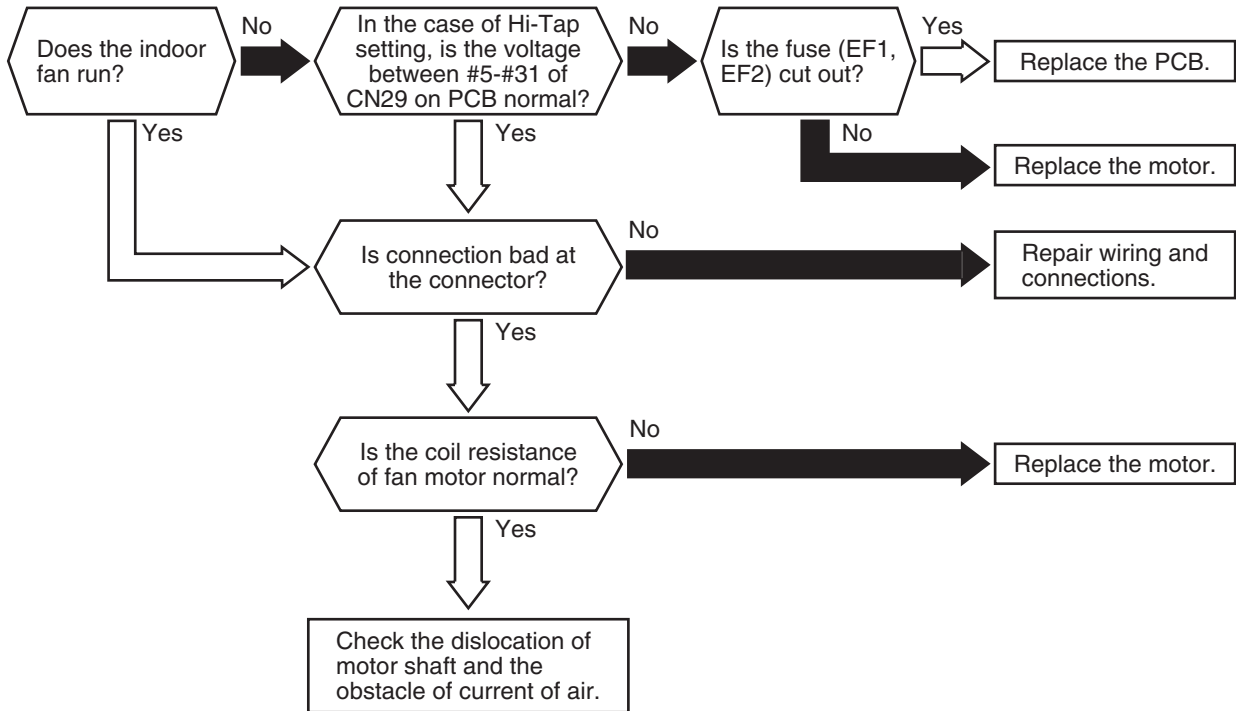 Does the indoor
fan run?
No
In the case of Hi-Tap
setting, is the voltage
between #5-#31 of
CN29 on PCB normal?
No
Is the fuse (EF1,
EF2) cut out?
Yes
Replace the PCB.
Yes
Yes
No
Replace the motor.
Is connection bad at
the connector?
No
Repair wiring and
connections.
Yes
Is the coil resistance
of fan motor normal?
No
Replace the motor.
Yes
Check the dislocation of
motor shaft and the
obstacle of current of air.